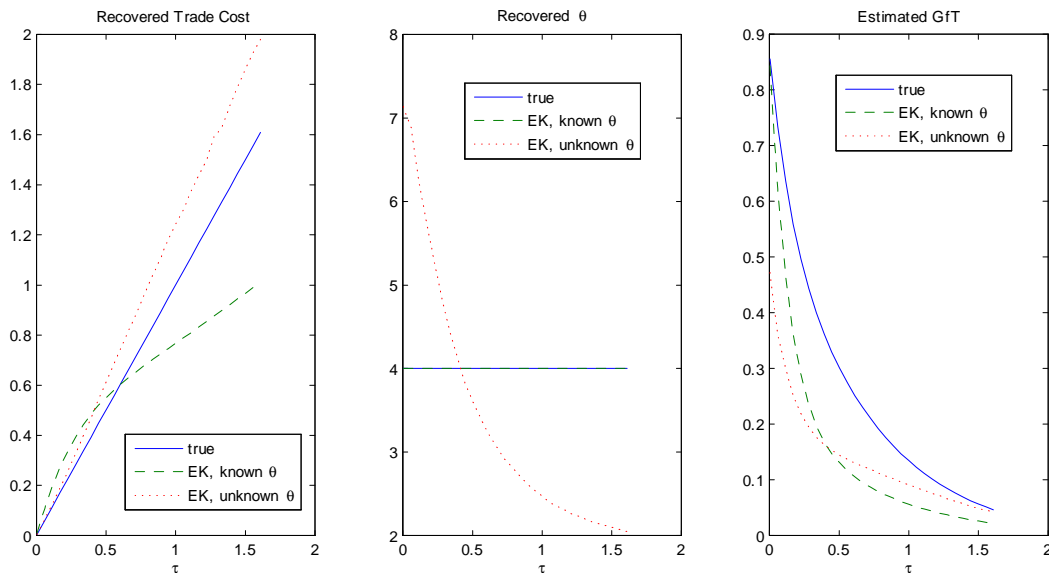 Recovered Trade Cost
2
1.8
1.6
1.4
1.2
1
0.8
0.6
0.4
0.2
0
0 0.5 1 1.5 2
τ
true
EK, known θ
EK, unknown θ
Recovered θ
8
7
6
5
4
3
2
0 0.5 1 1.5 2
τ
true
EK, known θ
EK, unknown θ
Estimated GfT
0.9
0.8
0.7
0.6
0.5
0.4
0.3
0.2
0.1
0
0 0.5 1 1.5 2
τ
true
EK, known θ
EK, unknown θ